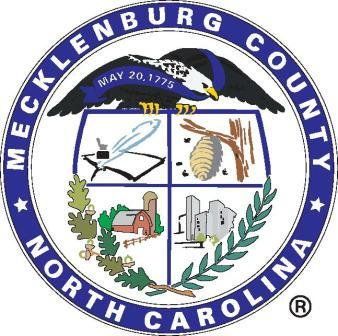 MECKLENBURG COUNTY
MAY 20, 1775
NORTH CAROLINA
®